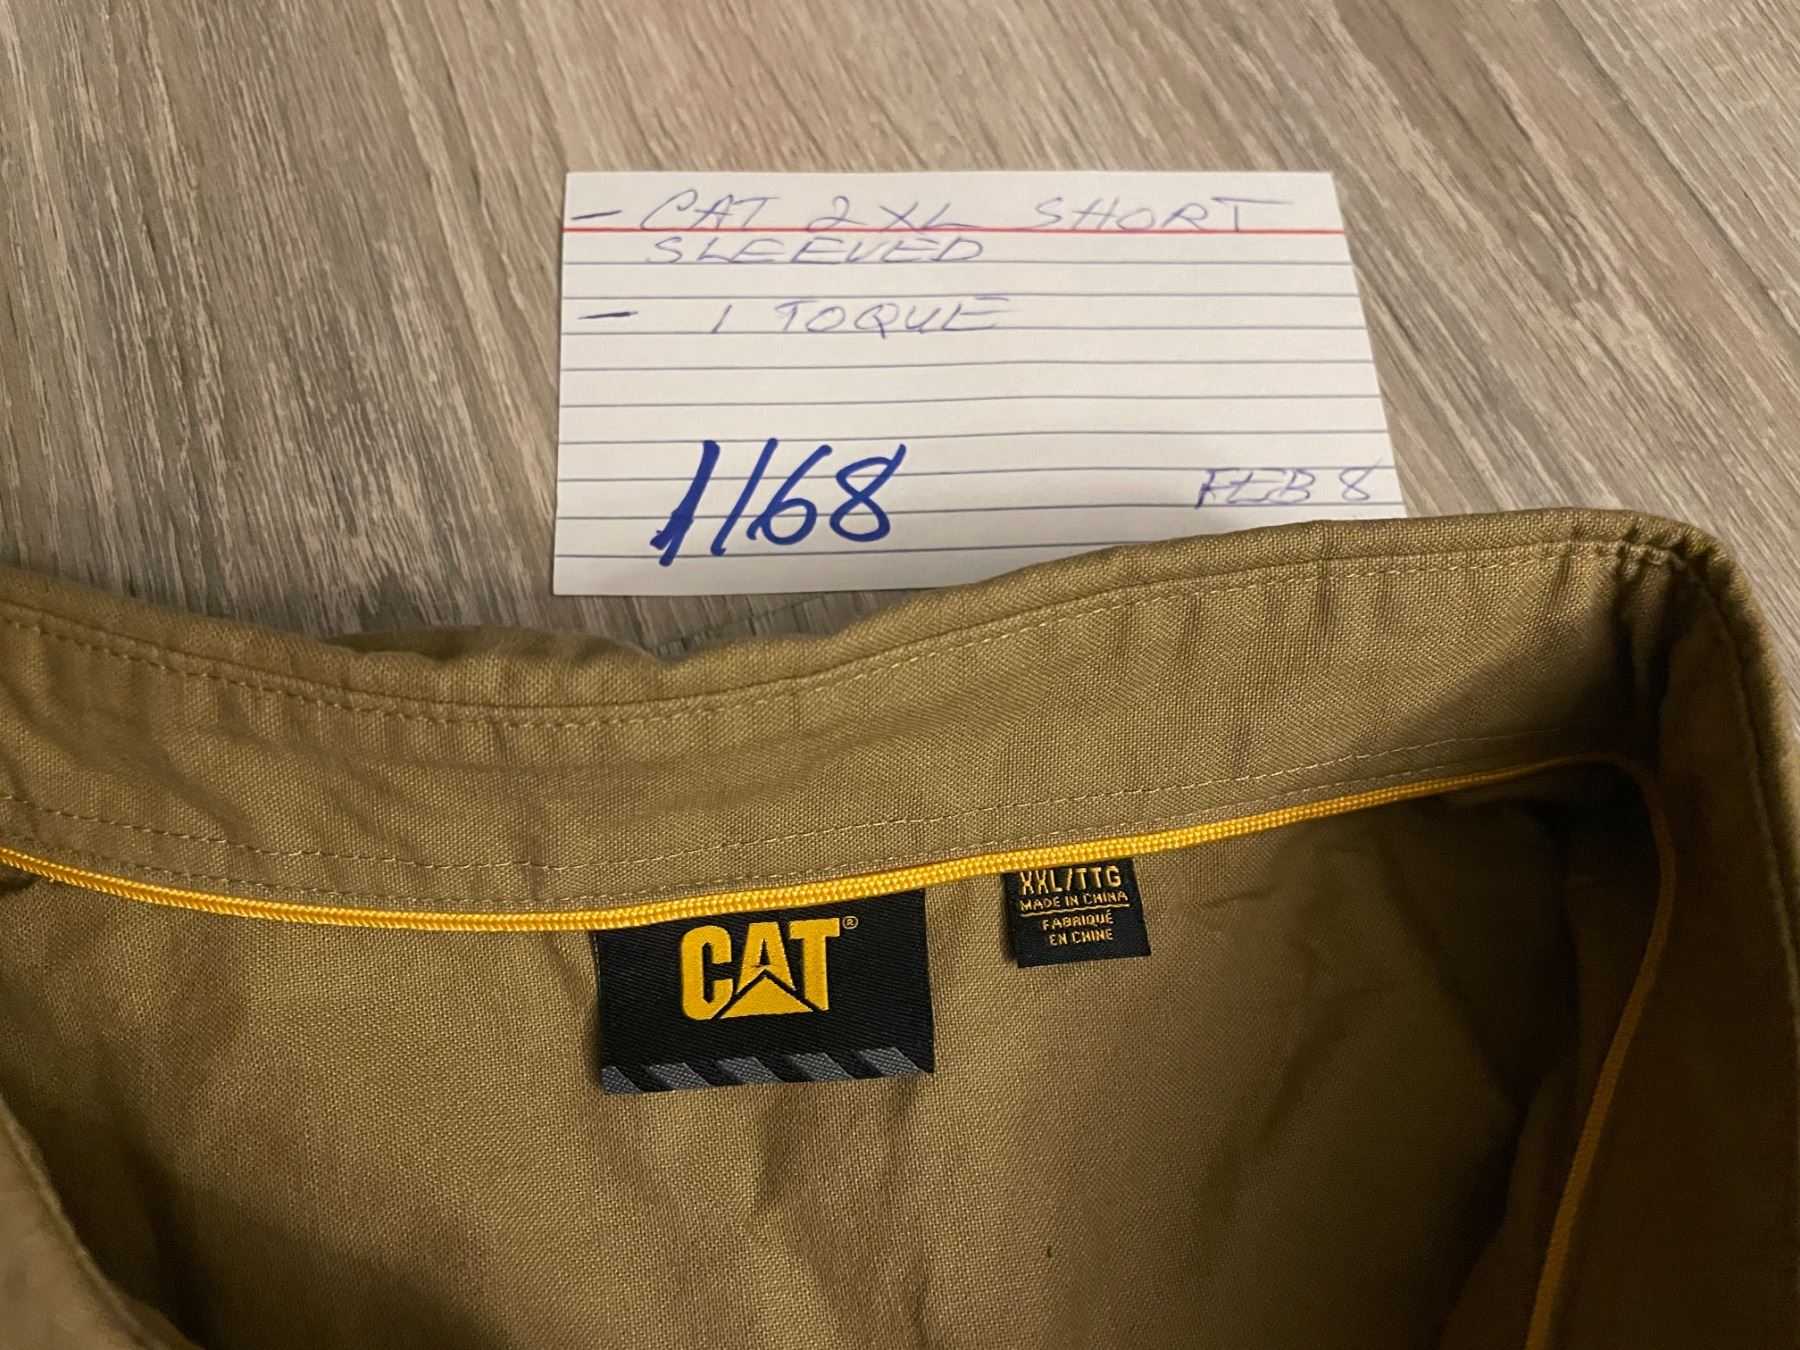 - CAT 2XL SHORT
SLEEVED
- 1 TOQUE
1168
FEB 8
CAT®
XXL/TTG
MADE IN CHINA
FABRIQUÉ
EN CHINE